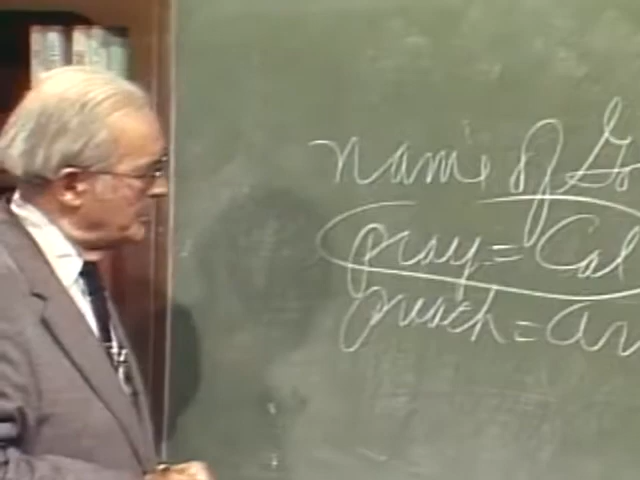 name of Go
pray = Cal
preach = an